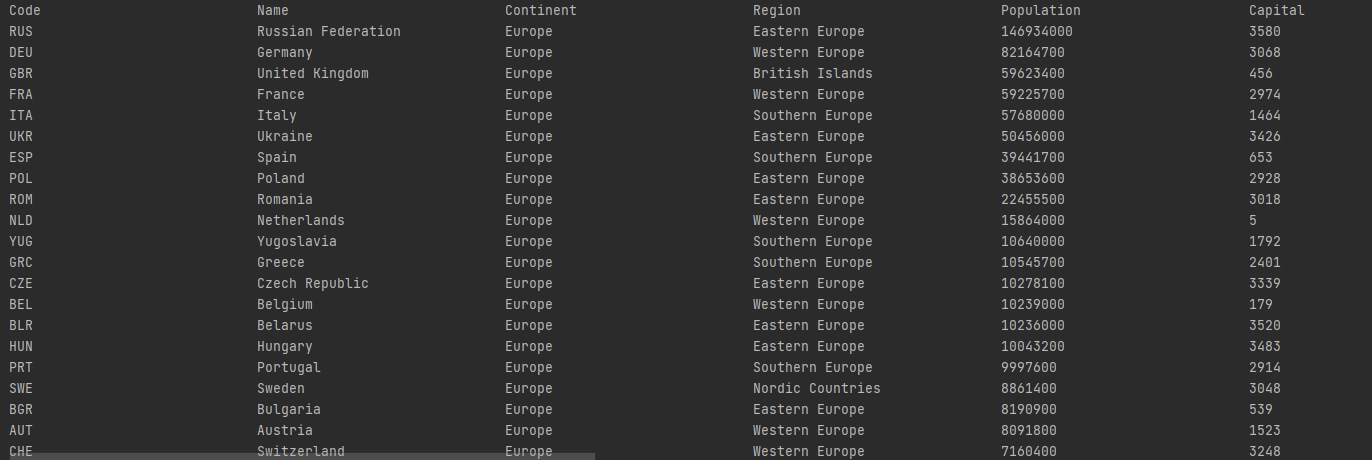 Code Name Continent Region Population Capital
RUS Russian Federation Europe Eastern Europe 146934000 3580
DEU Germany Europe Western Europe 82164700 3068
GBR United Kingdom Europe British Islands 59623400 456
FRA France Europe Western Europe 59225700 2974
ITA Italy Europe Southern Europe 57680000 1464
UKR Ukraine Europe Eastern Europe 50456000 3426
ESP Spain Europe Southern Europe 39441700 653
POL Poland Europe Eastern Europe 38653600 2928
ROM Romania Europe Eastern Europe 22455500 3018
NLD Netherlands Europe Western Europe 15864000 5
YUG Yugoslavia Europe Southern Europe 10640000 1792
GRC Greece Europe Southern Europe 10545700 2401
CZE Czech Republic Europe Eastern Europe 10278100 3339
BEL Belgium Europe Western Europe 10239000 179
BLR Belarus Europe Eastern Europe 10236000 3520
HUN Hungary Europe Eastern Europe 10043200 3483
PRT Portugal Europe Southern Europe 9997600 2914
SWE Sweden Europe Nordic Countries 8861400 3048
BGR Bulgaria Europe Eastern Europe 8190900 539
AUT Austria Europe Western Europe 8091800 1523
CHE Switzerland Europe Western Europe 7160400 3248